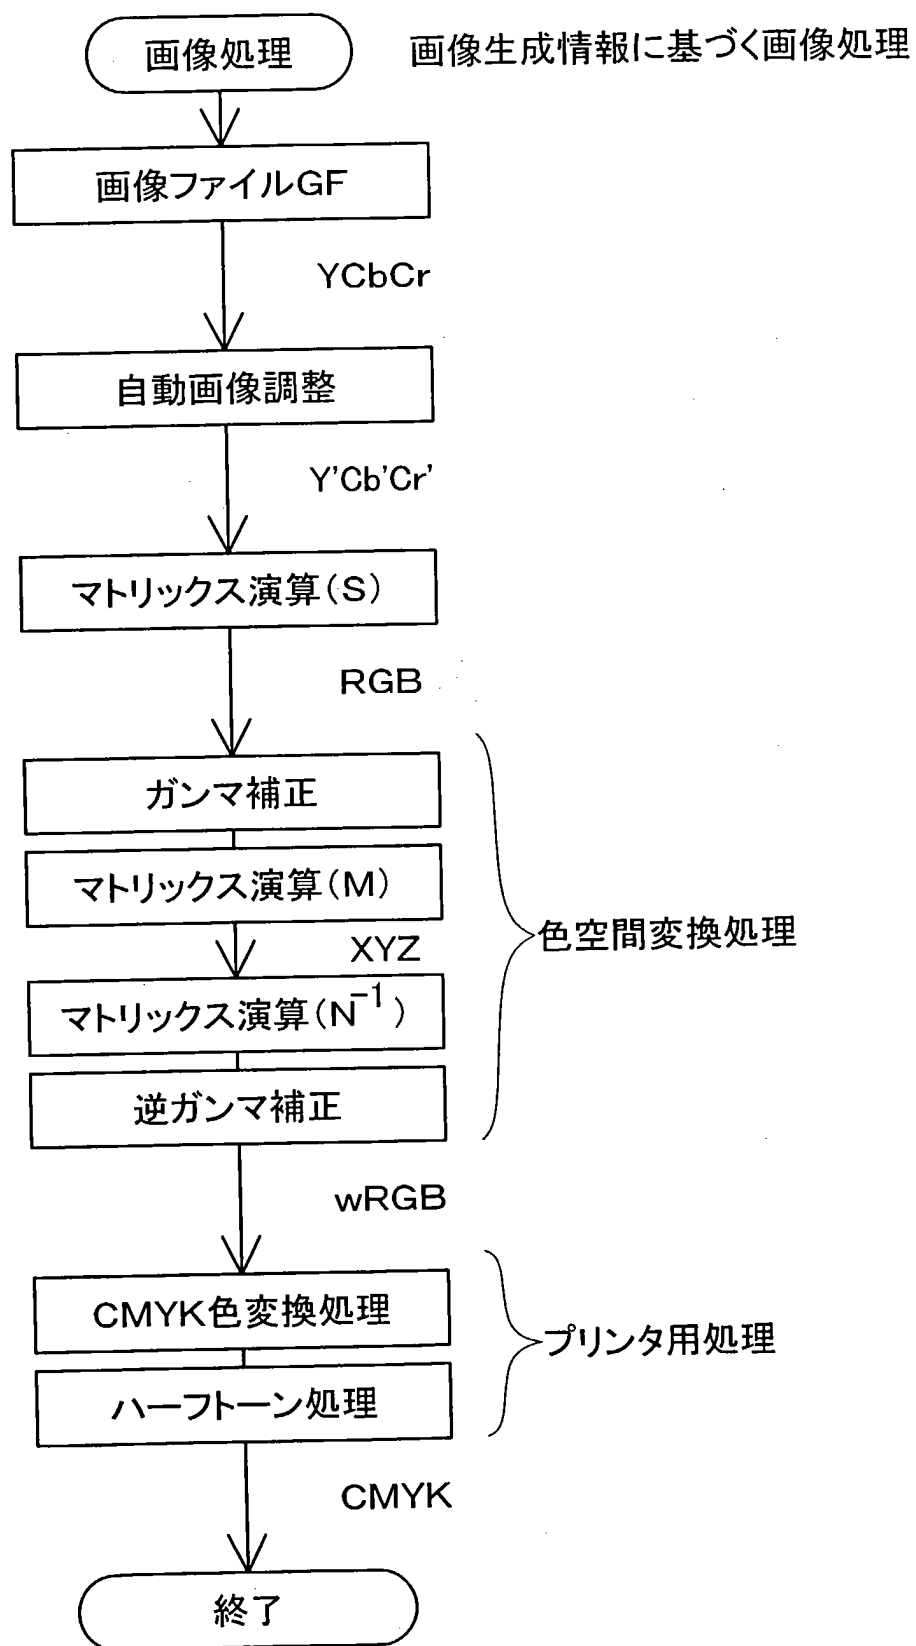 画像処理
画像生成情報に基づく画像処理
画像ファイルGF
YCbCr
自動画像調整
Y'Cb'Cr'
マトリックス演算(S)
RGB
ガンマ補正
マトリックス演算(M)
XYZ
マトリックス演算(N⁻¹)
逆ガンマ補正
色空間変換処理
wRGB
CMYK色変換処理
ハーフトーン処理
プリンタ用処理
CMYK
終了